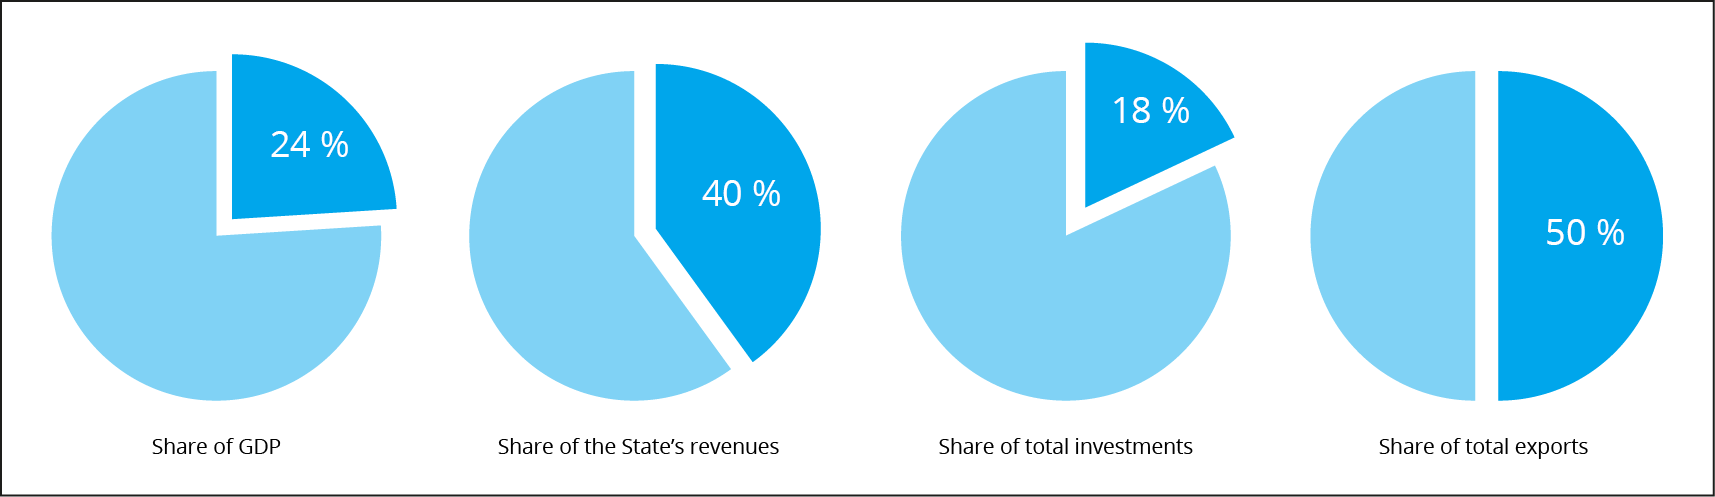 24 %
40 %
18 %
50 %
Share of GDP
Share of the State’s revenues
Share of total investments
Share of total exports